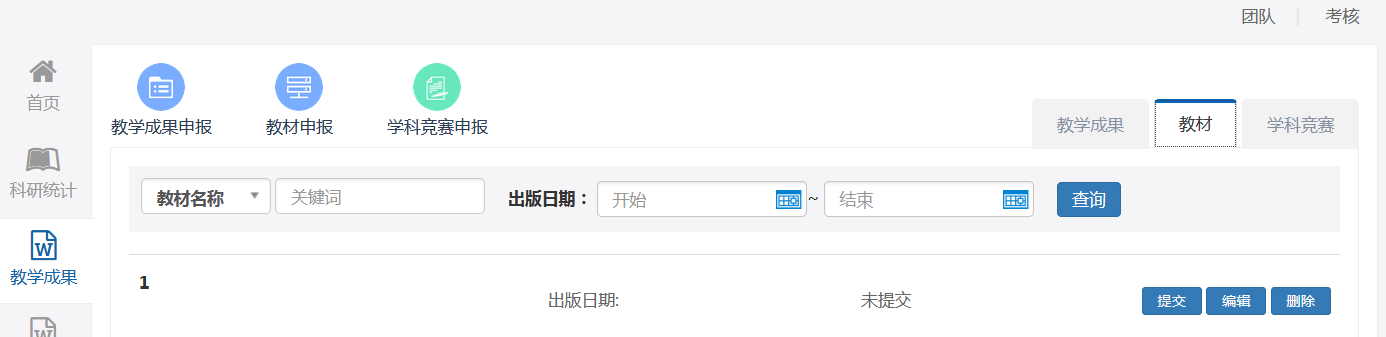 团队
考核
首页
科研统计
教学成果
教学成果申报
教材申报
学科竞赛申报
教学成果
教材
学科竞赛
教材名称
关键词
出版日期：
开始
~
结束
查询
1
出版日期:
未提交
提交
编辑
删除